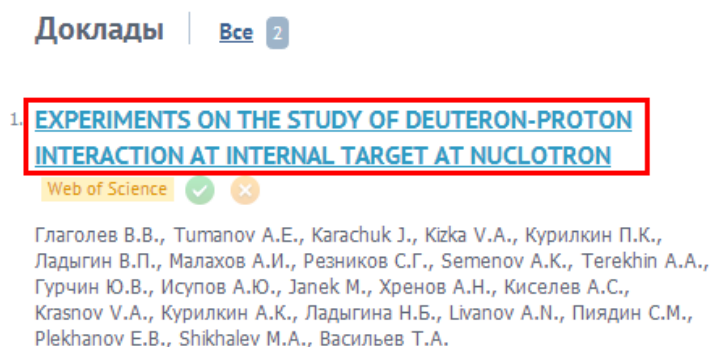 Доклады Все 2
1. EXPERIMENTS ON THE STUDY OF DEUTERON-PROTON
INTERACTION AT INTERNAL TARGET AT NUCLOTRON
Web of Science
Глаголев В.В., Tumanov A.E., Karachuk J., Kizka V.A., Курилкин П.К.,
Ладыгин В.П., Малахов А.И., Резников С.Г., Semenov A.K., Terekhin A.A.,
Гурчин Ю.В., Исупов А.Ю., Janek M., Хренов А.Н., Киселев А.С.,
Krasnov V.A., Курилкин А.К., Ладыгина Н.Б., Livanov A.N., Пиядин С.М.,
Plekhanov E.B., Shikhalev M.A., Васильев Т.А.